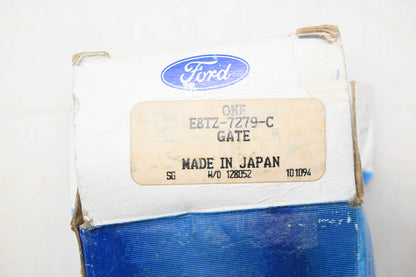 Ford
ONE
E8TZ-7279-C
GATE
MADE IN JAPAN
SG W/O 128052 101094